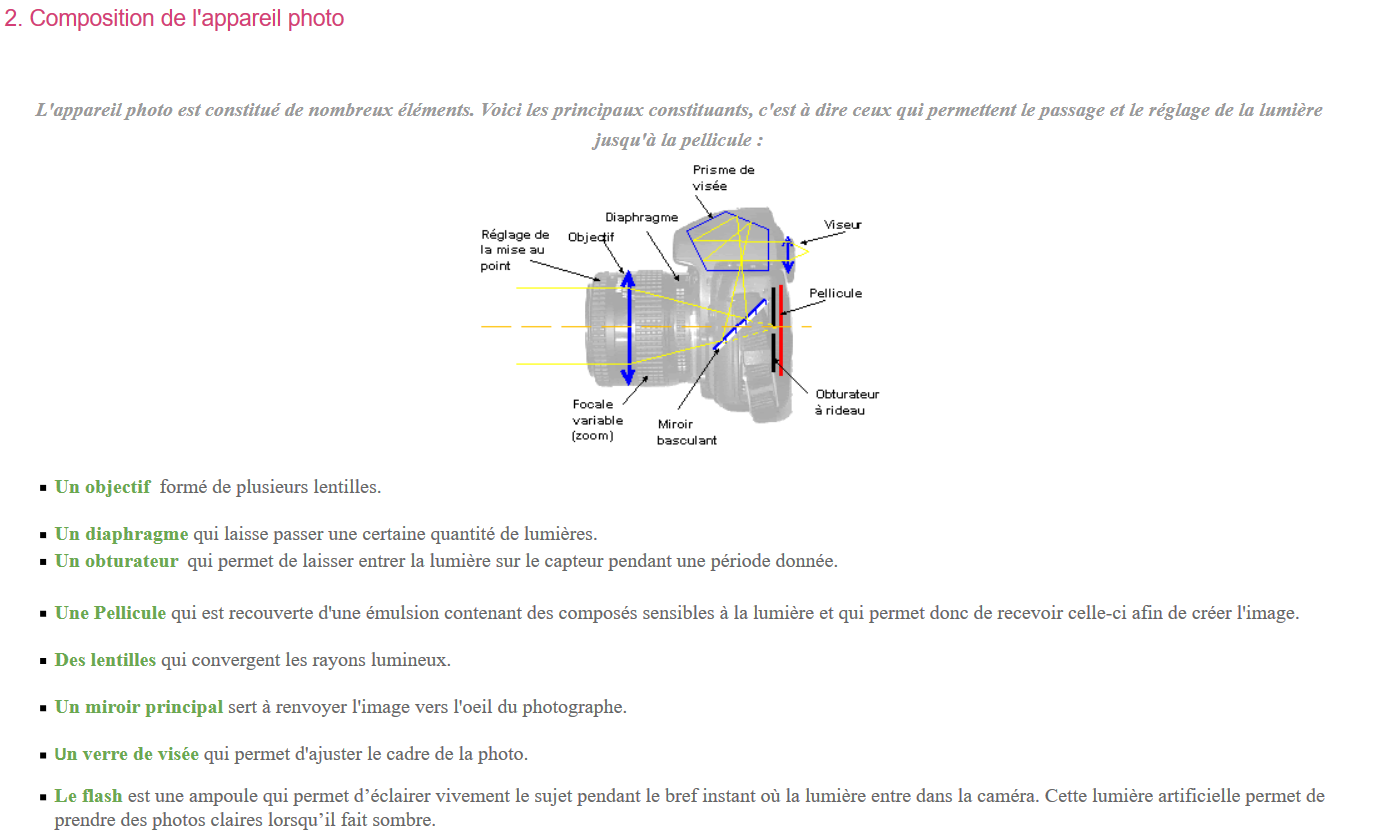 2. Composition de l'appareil photo
L'appareil photo est constitué de nombreux éléments. Voici les principaux constituants, c'est à dire ceux qui permettent le passage et le réglage de la lumière
jusqu'à la pellicule :
Prisme de
visée
Diaphragme
Viseur
Réglage de
la mise au
point
Objectif
Pellicule
Obturateur
à rideau
Focale
variable
(zoom)
Miroir
basculant
Un objectif formé de plusieurs lentilles.
Un diaphragme qui laisse passer une certaine quantité de lumières.
Un obturateur qui permet de laisser entrer la lumière sur le capteur pendant une période donnée.
Une Pellicule qui est recouverte d'une émulsion contenant des composés sensibles à la lumière et qui permet donc de recevoir celle-ci afin de créer l'image.
Des lentilles qui convergent les rayons lumineux.
Un miroir principal sert à renvoyer l'image vers l'oeil du photographe.
Un verre de visée qui permet d'ajuster le cadre de la photo.
Le flash est une ampoule qui permet d’éclairer vivement le sujet pendant le bref instant où la lumière entre dans la caméra. Cette lumière artificielle permet de
prendre des photos claires lorsqu’il fait sombre.